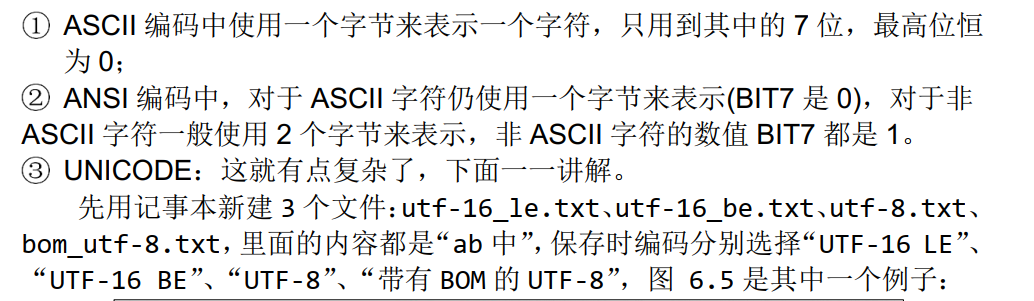 ① ASCII 编码中使用一个字节来表示一个字符，只用到其中的 7 位，最高位恒
为 0；
② ANSI 编码中，对于 ASCII 字符仍使用一个字节来表示(BIT7 是 0)，对于非
ASCII 字符一般使用 2 个字节来表示，非 ASCII 字符的数值 BIT7 都是 1。
③ UNICODE：这就有点复杂了，下面一一讲解。
先用记事本新建 3 个文件：utf-16_le.txt、utf-16_be.txt、utf-8.txt、
bom_utf-8.txt，里面的内容都是“ab 中”，保存时编码分别选择“UTF-16 LE”、
“UTF-16 BE”、“UTF-8”、“带有 BOM 的 UTF-8”，图 6.5 是其中一个例子：